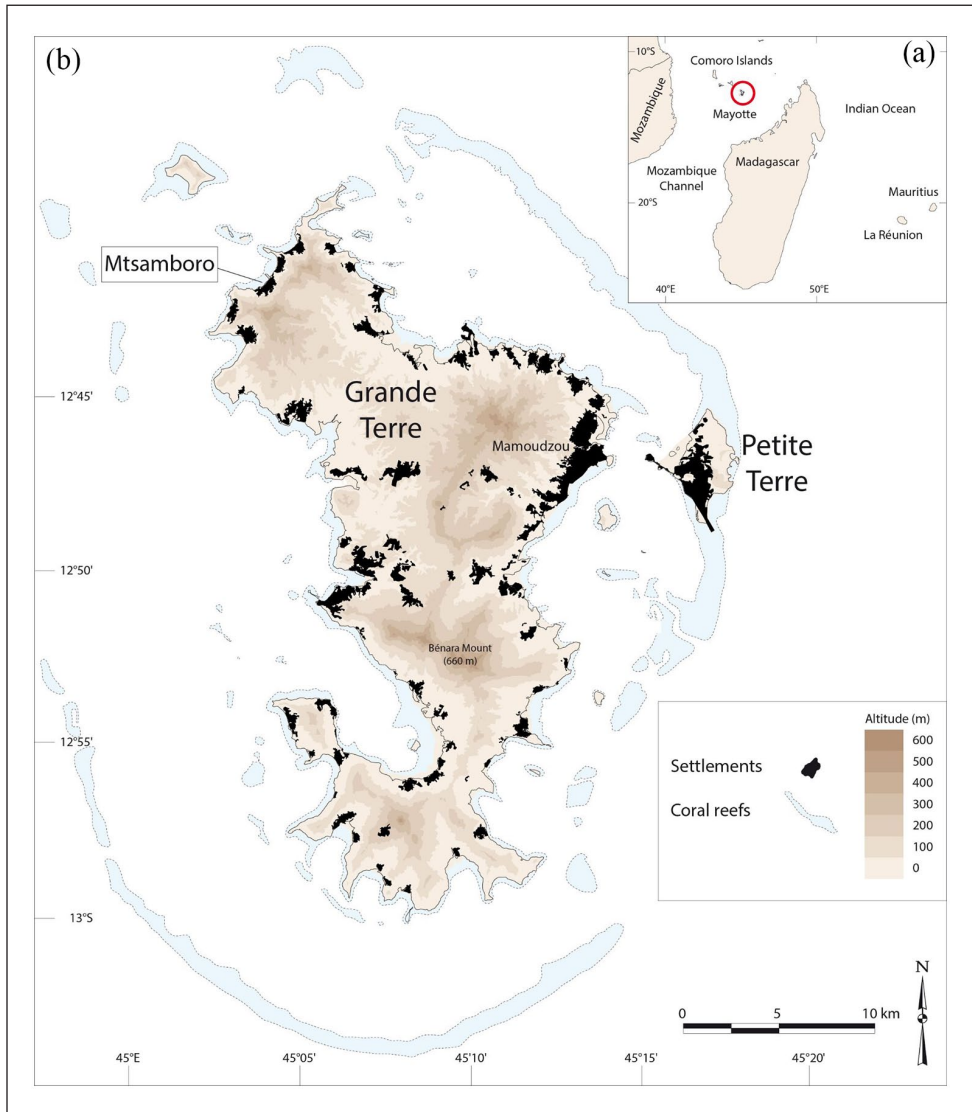 (b)
(a)
10°S
Comoro Islands
Mozambique
Mayotte
Indian Ocean
Madagascar
Mozambique
Channel
20°S
Mauritius
La Réunion
40°E
50°E
Mtsamboro
12°45'
Grande
Terre
Mamoudzou
Petite
Terre
12°50'
Bénara Mount
(660 m)
12°55'
Altitude (m)
600
500
400
300
200
100
0
Settlements
Coral reefs
13°S
N
0
5
10 km
45°E
45°05'
45°10'
45°15'
45°20'